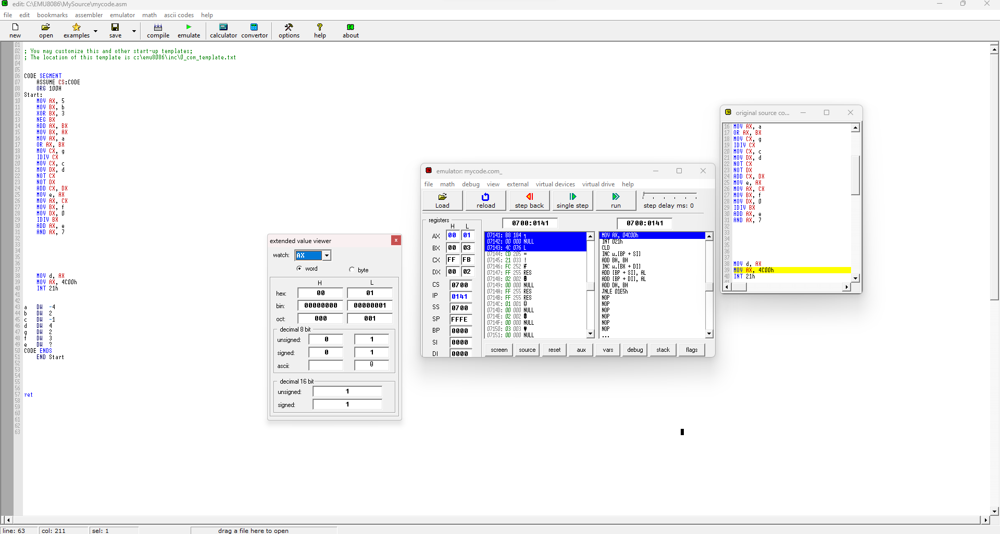 edit: C:\EMU8086\MySource\mycode.asm
file edit bookmarks assembler emulator math ascii codes help
new open examples save compile emulate calculator convertor options help about
01
02 ; You may customize this and other start-up templates;
03 ; The location of this template is c:\emu8086\inc\0_com_template.txt
04
05
06 CODE SEGMENT
07 ASSUME CS:CODE
08 ORG 100H
09 Start:
10 MOV AX, 5
11 MOV BX, b
12 XOR BX, 3
13 NEG BX
14 ADD AX, BX
15 MOV BX, AX
16 MOV AX, a
17 OR AX, BX
18 MOV CX, g
19 IDIV CX
20 MOV CX, c
21 MOV DX, d
22 NOT CX
23 NOT DX
24 ADD CX, DX
25 MOV e, AX
26 MOV AX, CX
27 MOV BX, f
28 MOV DX, 0
29 IDIV BX
30 ADD AX, e
31 AND AX, 7
32
33
34
35
36
37
38 MOV d, AX
39 MOV AX, 4C00h
40 INT 21h
41
42
43 a DW -4
44 b DW 2
45 c DW -1
46 d DW 4
47 g DW 2
48 f DW 3
49 e DW ?
50 CODE ENDS
51 END Start
52
53
54
55
56
57 ret
58
59
60
61
62
63
extended value viewer
watch: AX
word byte
H L
hex: 00 01
bin: 00000000 00000001
oct: 000 001
decimal 8 bit
unsigned: 0 1
signed: 0 1
ascii:
decimal 16 bit
unsigned: 1
signed: 1
emulator: mycode.com_
file math debug view external virtual devices virtual drive help
Load reload step back single step run step delay ms: 0
registers
H L
AX 00 01
BX 00 03
CX FF FB
DX 00 02
CS 0700
IP 0141
SS 0700
SP FFFE
BP 0000
SI 0000
DI 0000
0700:0141
07141: B8 184
07142: 00 000 NULL
07143: 4C 076 L
07144: CD 205 =
07145: 21 033 !
07146: FC 252
07147: FF 255 RES
07148: 02 002
07149: 00 000 NULL
0714A: FF 255 RES
0714B: FF 255 RES
0714C: 01 001
0714D: 00 000 NULL
0714E: 02 002
0714F: 00 000 NULL
07150: 03 003 ♥
07151: 00 000 NULL
0700:0141
MOV AX, 04C00h
INT 021h
CLD
INC w.[BP + SI]
ADD BH, BH
INC w.[BX + DI]
ADD [BP + SI], AL
ADD [BP + DI], AL
ADD DH, BH
JNLE 01E5h
NOP
NOP
NOP
NOP
NOP
NOP
...
screen source reset aux vars debug stack flags
original source co...
16 MOV AX, a
17 OR AX, BX
18 MOV CX, g
19 IDIV CX
20 MOV CX, c
21 MOV DX, d
22 NOT CX
23 NOT DX
24 ADD CX, DX
25 MOV e, AX
26 MOV AX, CX
27 MOV BX, f
28 MOV DX, 0
29 IDIV BX
30 ADD AX, e
31 AND AX, 7
32
33
34
35
36
37
38 MOV d, AX
39 MOV AX, 4C00h
40 INT 21h
line: 63 col: 211 sel: 1 drag a file here to open